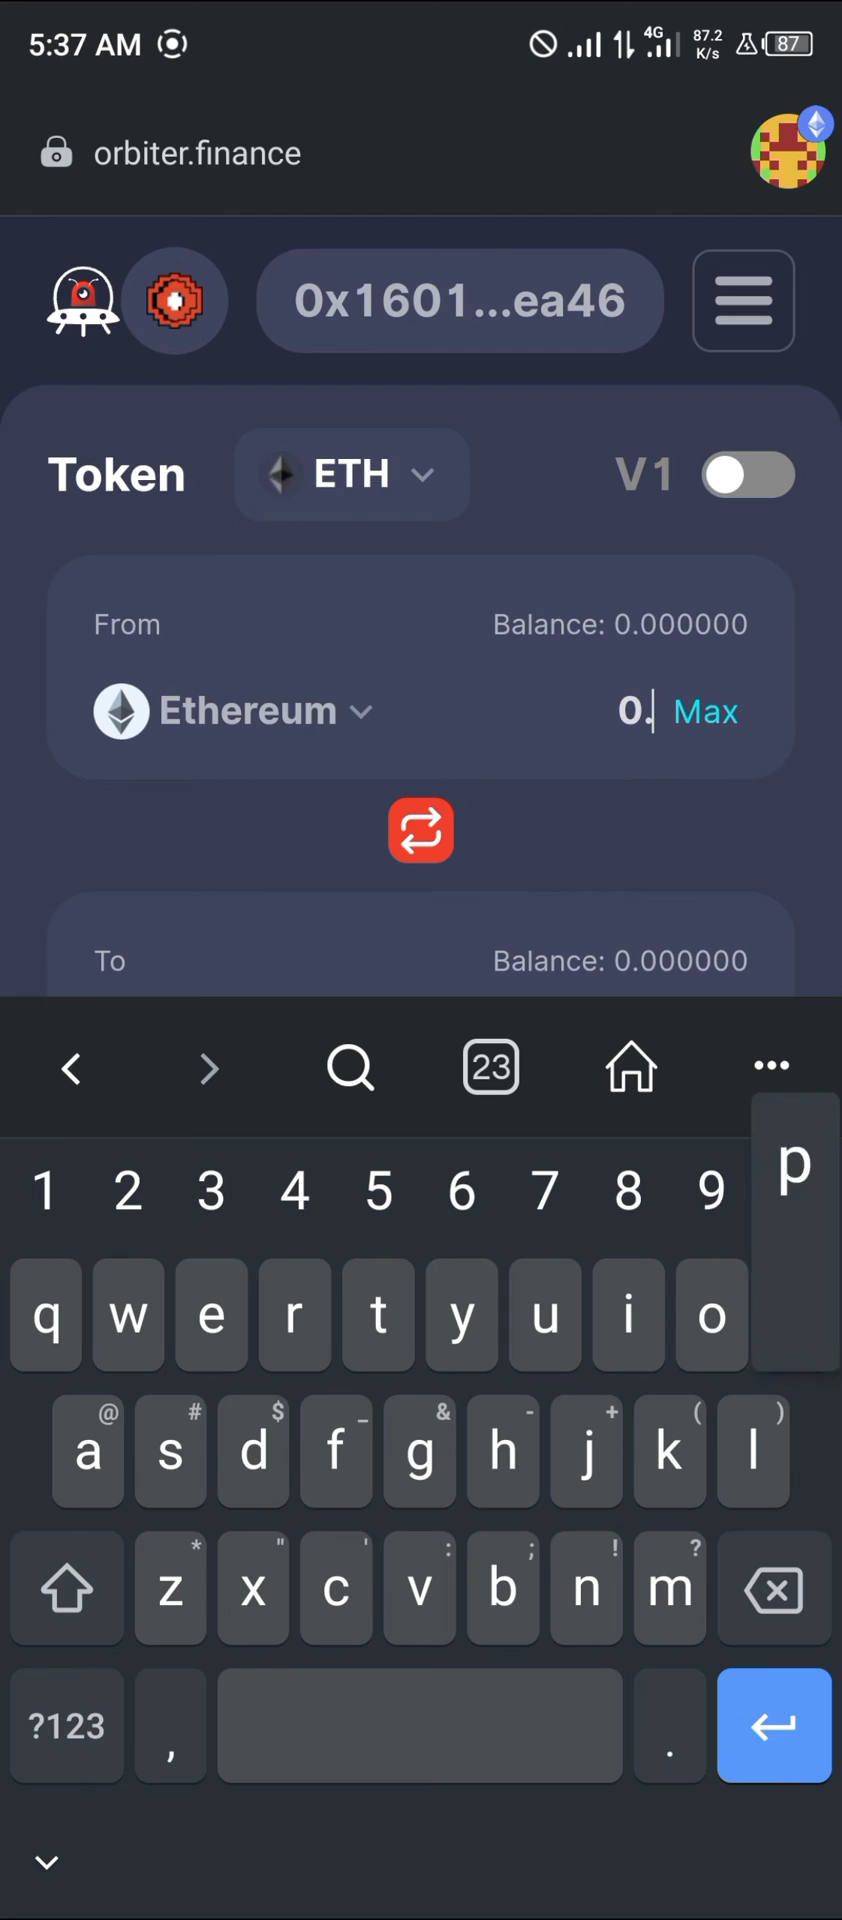 5:37 AM 4G 87.2 K/s 87
orbiter.finance
0x1601...ea46
Token ETH V1
From Balance: 0.000000
Ethereum 0. Max
To Balance: 0.000000
23
p
1 2 3 4 5 6 7 8 9
q w e r t y u i o
@ # $ _ & - + ( )
a s d f g h j k l
* " ' : ; ! ?
z x c v b n m
?123 , .